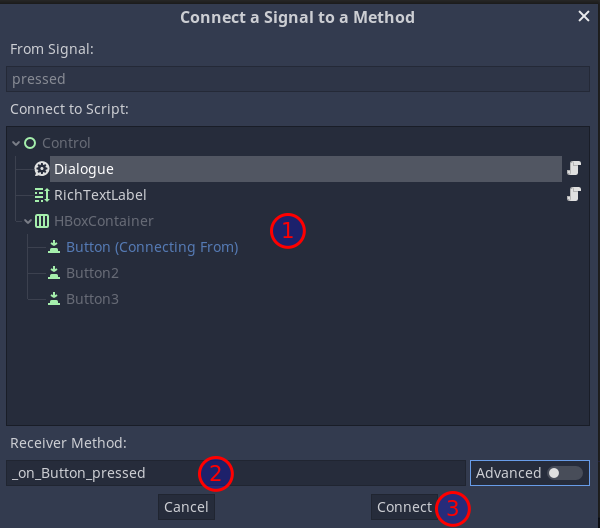 Connect a Signal to a Method
From Signal:
pressed
Connect to Script:
Control
Dialogue
RichTextLabel
HBoxContainer
1
Button (Connecting From)
Button2
Button3
Receiver Method:
_on_Button_pressed 2 Advanced
Cancel Connect 3